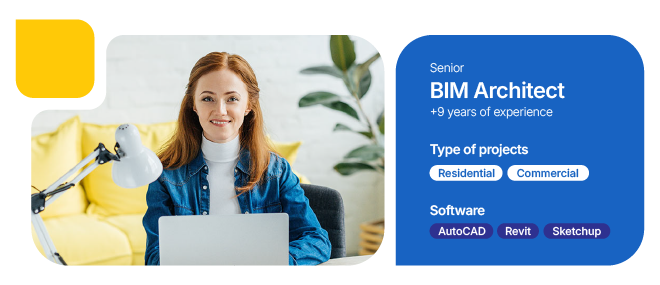 Senior
BIM Architect
+9 years of experience
Type of projects
Residential Commercial
Software
AutoCAD Revit Sketchup